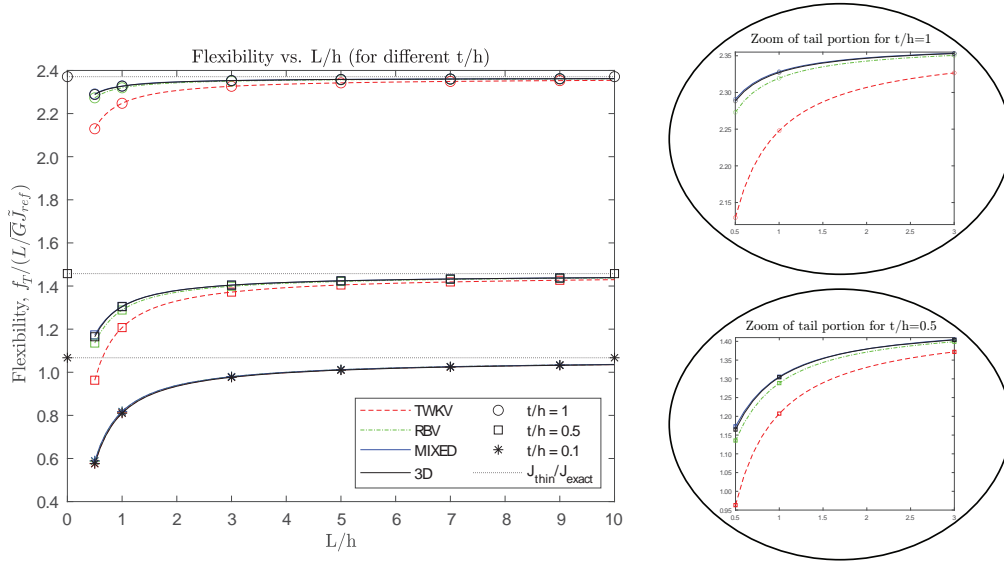 Flexibility vs. L/h (for different t/h)
Flexibility, f_T/(L/G̅J̃_ref)
2.4
2.2
2.0
1.8
1.6
1.4
1.2
1.0
0.8
0.6
0.4
0 1 2 3 4 5 6 7 8 9 10
L/h
TWKV
RBV
MIXED
3D
t/h = 1
t/h = 0.5
t/h = 0.1
J_thin/J_exact
Zoom of tail portion for t/h=1
2.35
2.30
2.25
2.20
2.15
0.5 1 1.5 2 2.5 3
Zoom of tail portion for t/h=0.5
1.40
1.35
1.30
1.25
1.20
1.15
1.10
1.05
1.00
0.95
0.5 1 1.5 2 2.5 3